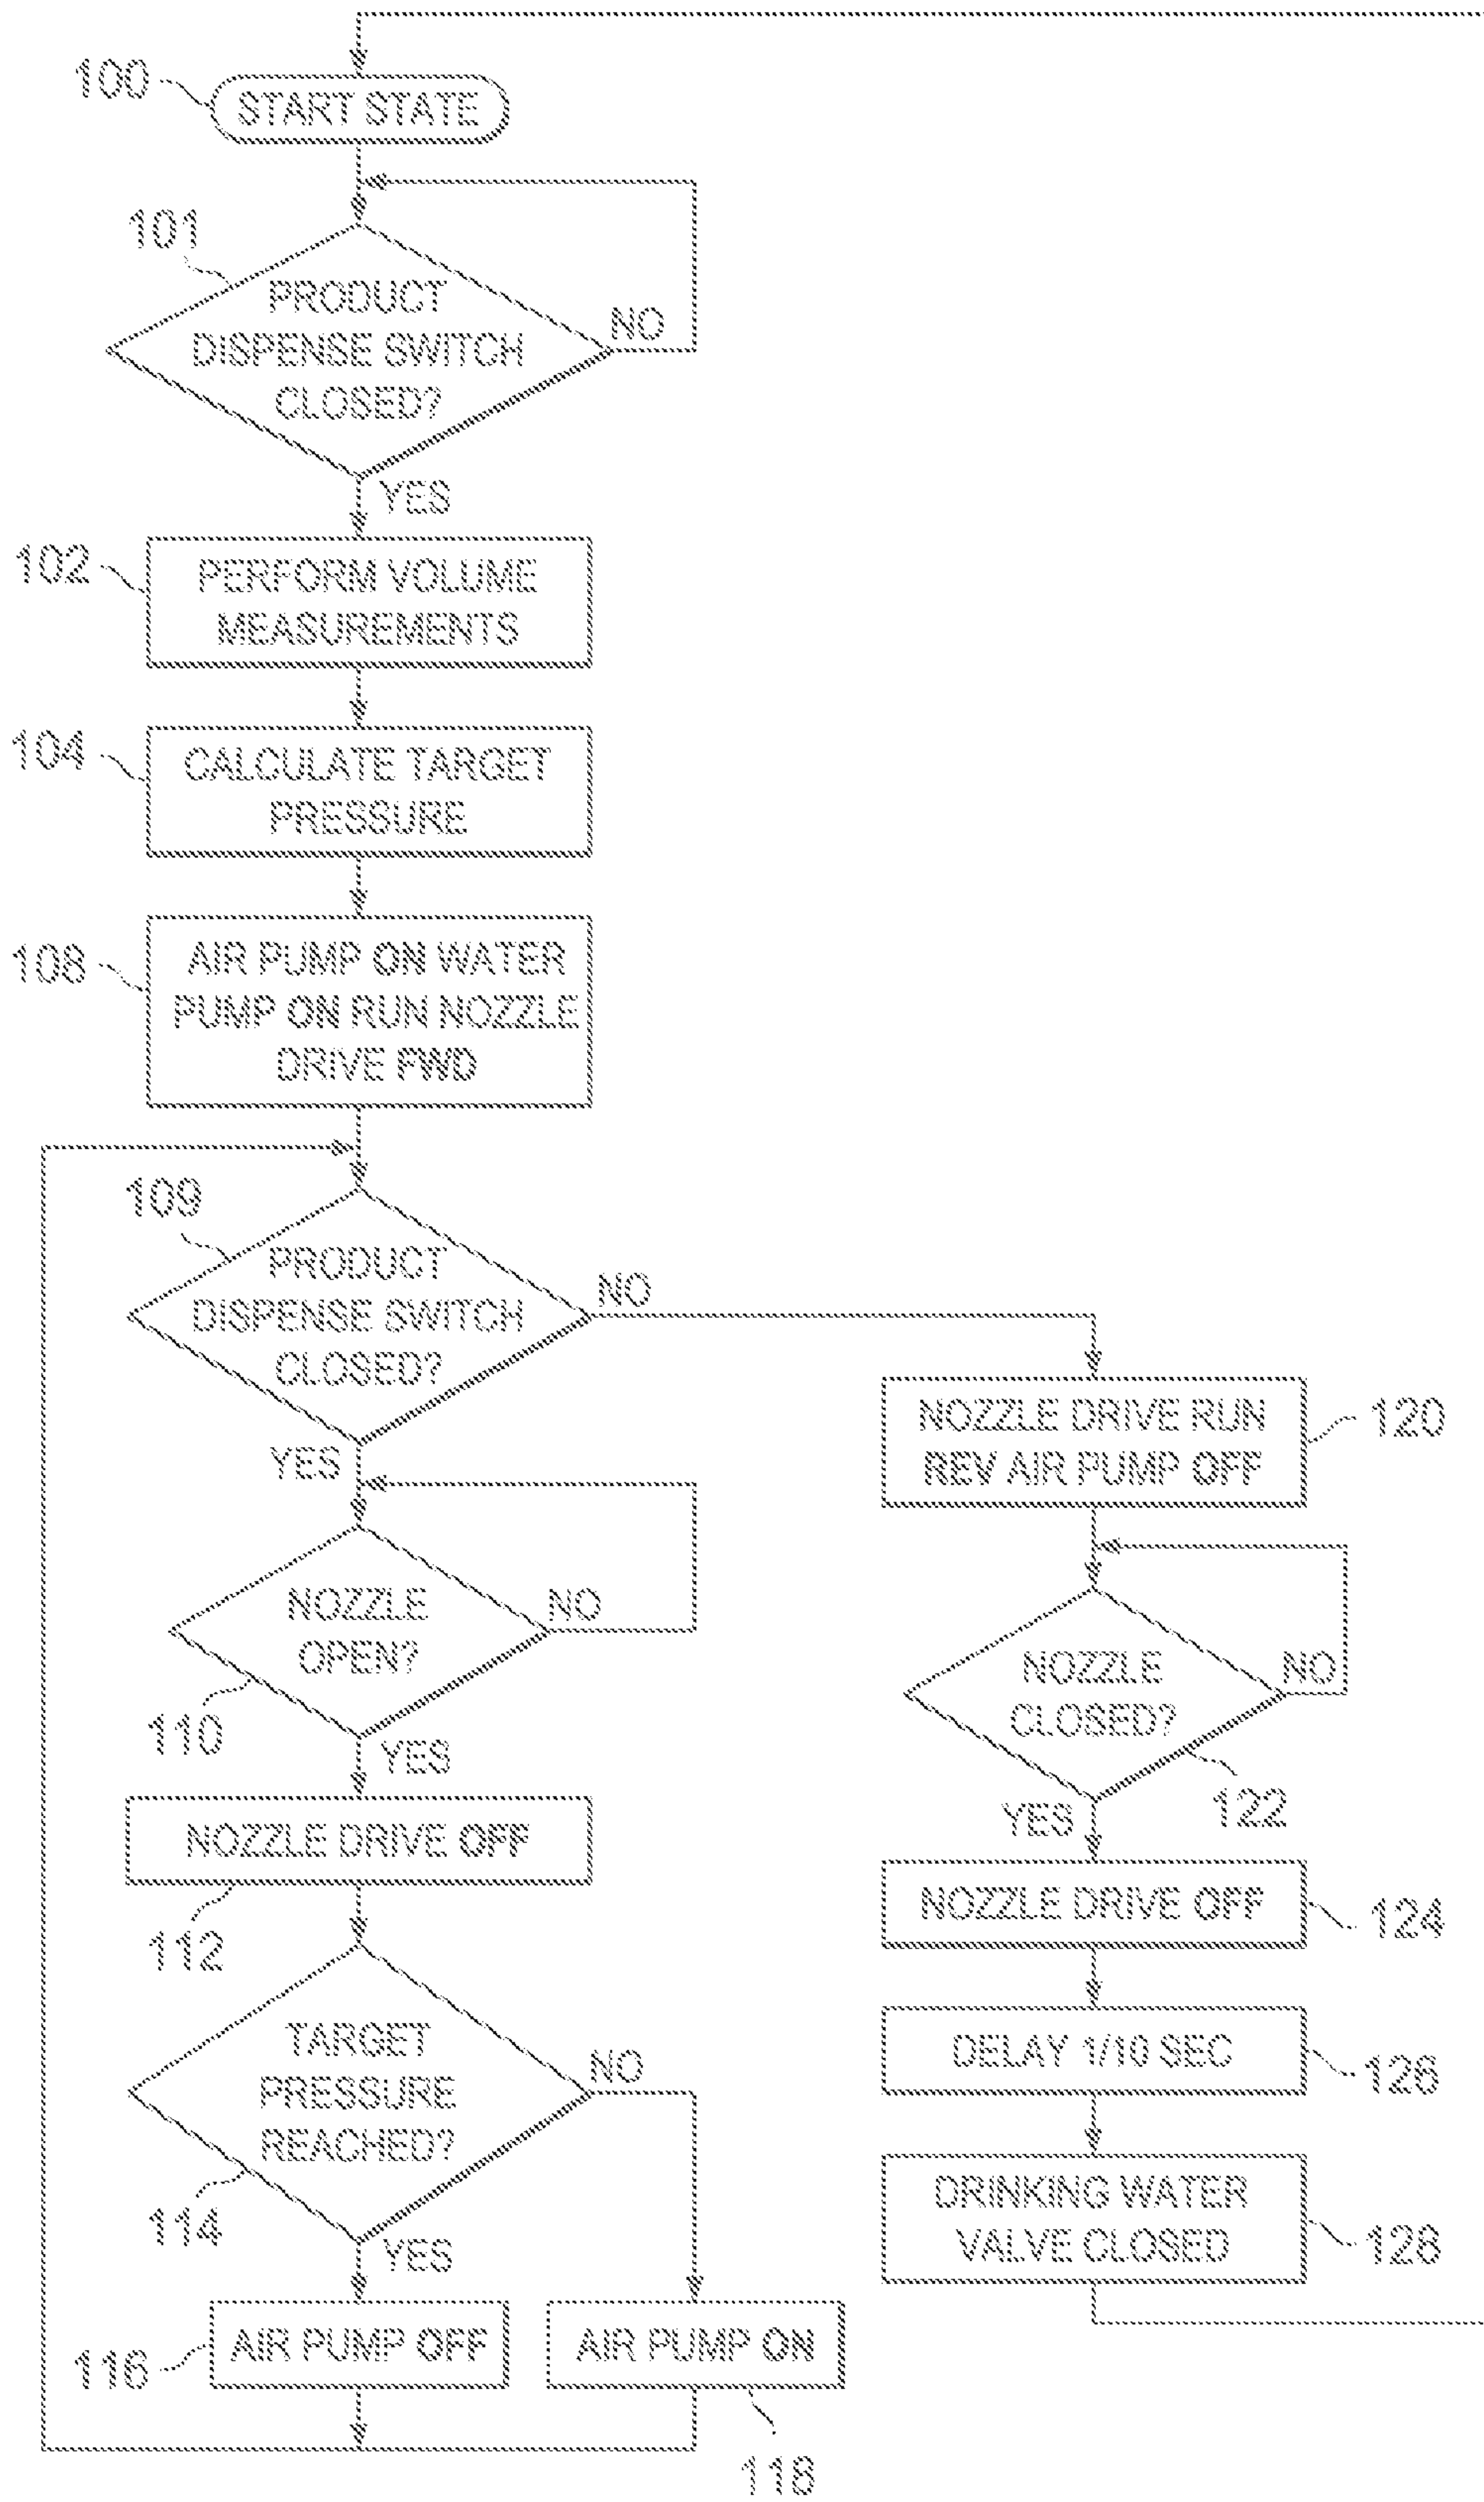 100
START STATE
101
PRODUCT
DISPENSE SWITCH
CLOSED?
NO
YES
102
PERFORM VOLUME
MEASUREMENTS
104
CALCULATE TARGET
PRESSURE
108
AIR PUMP ON WATER
PUMP ON RUN NOZZLE
DRIVE FWD
109
PRODUCT
DISPENSE SWITCH
CLOSED?
NO
YES
NOZZLE
OPEN?
NO
110
YES
NOZZLE DRIVE OFF
112
TARGET
PRESSURE
REACHED?
NO
114
YES
116
AIR PUMP OFF
AIR PUMP ON
118
NOZZLE DRIVE RUN
REV AIR PUMP OFF
120
NOZZLE
CLOSED?
NO
122
YES
NOZZLE DRIVE OFF
124
DELAY 1/10 SEC
126
DRINKING WATER
VALVE CLOSED
128